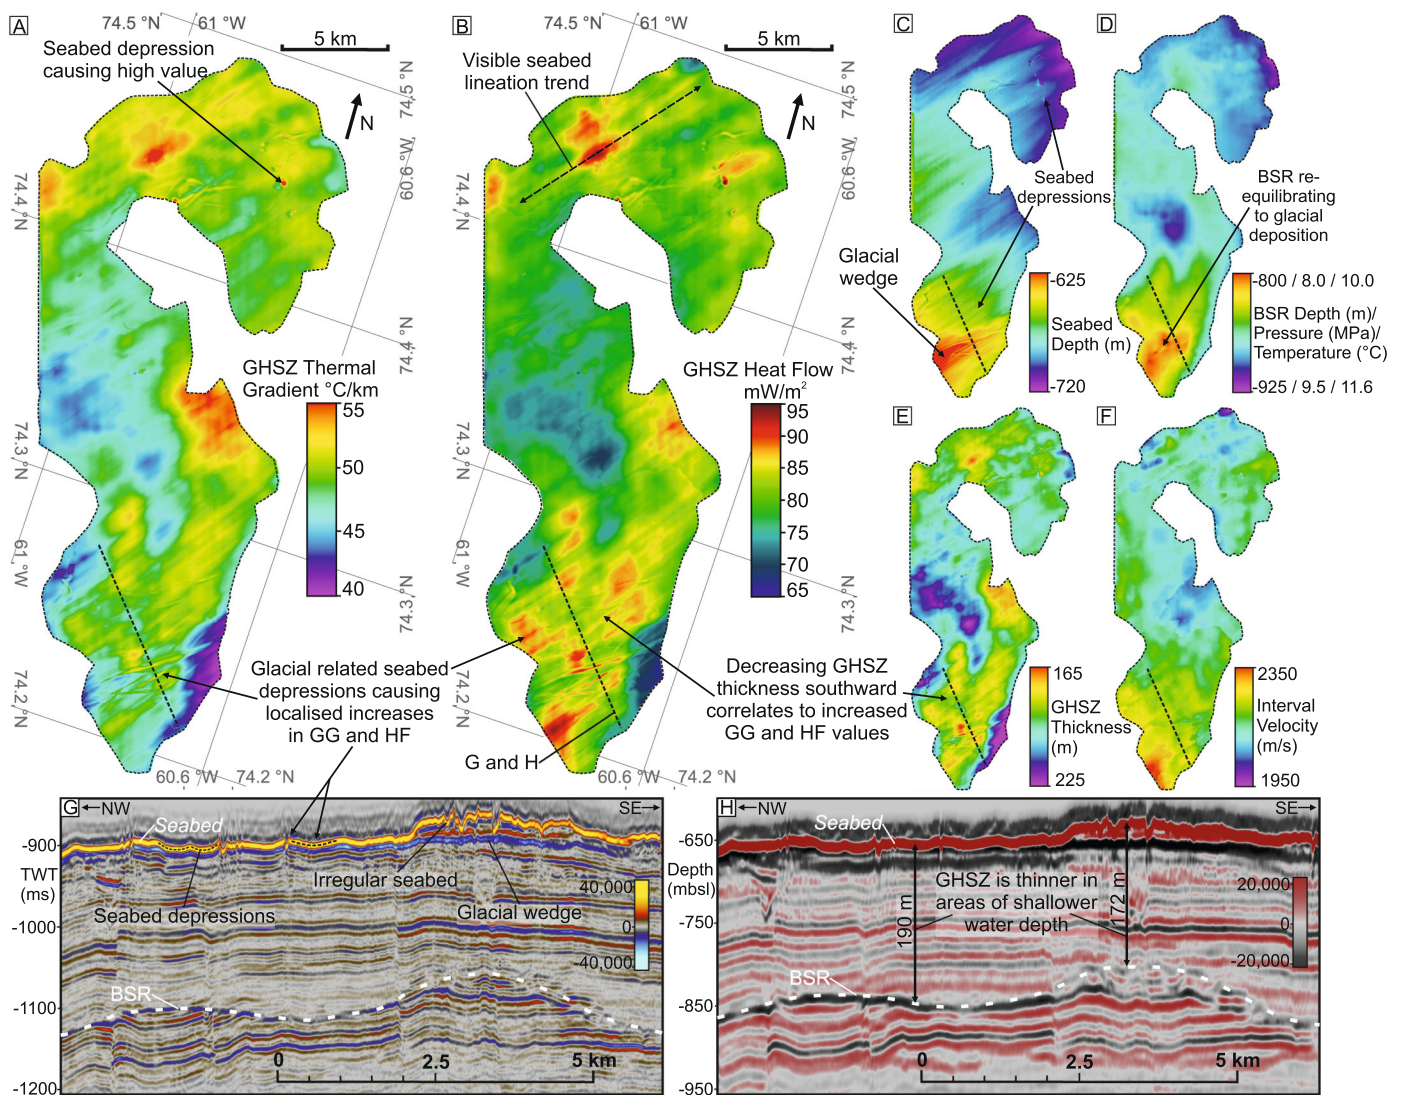 A
74.5 °N
61 °W
5 km
Seabed depression
causing high value
N
74.5 °N
60.6 °W
74.4 °N
74.4 °N
GHSZ Thermal
Gradient °C/km
55
50
45
40
74.3 °N
61 °W
74.3 °N
74.2 °N
60.6 °W
74.2 °N
B
74.5 °N
61 °W
5 km
Visible seabed
lineation trend
N
74.5 °N
60.6 °W
74.4 °N
74.4 °N
GHSZ Heat Flow
mW/m²
95
90
85
80
75
70
65
74.3 °N
61 °W
74.3 °N
74.2 °N
60.6 °W
74.2 °N
Glacial related seabed
depressions causing
localised increases
in GG and HF
G and H
Decreasing GHSZ
thickness southward
correlates to increased
GG and HF values
C
Seabed
depressions
Glacial
wedge
-625
Seabed
Depth (m)
-720
D
BSR re-
equilibrating
to glacial
deposition
-800 / 8.0 / 10.0
BSR Depth (m)/
Pressure (MPa)/
Temperature (°C)
-925 / 9.5 / 11.6
E
165
GHSZ
Thickness
(m)
225
F
2350
Interval
Velocity
(m/s)
1950
G
←NW
SE→
Seabed
-900
TWT
(ms)
-1000
-1100
-1200
Irregular seabed
Seabed depressions
Glacial wedge
40,000
0
-40,000
BSR
0
2.5
5 km
H
←NW
SE→
Seabed
-650
Depth
(mbsl)
-750
-850
-950
GHSZ is thinner in
areas of shallower
water depth
190 m
172 m
20,000
0
-20,000
BSR
0
2.5
5 km